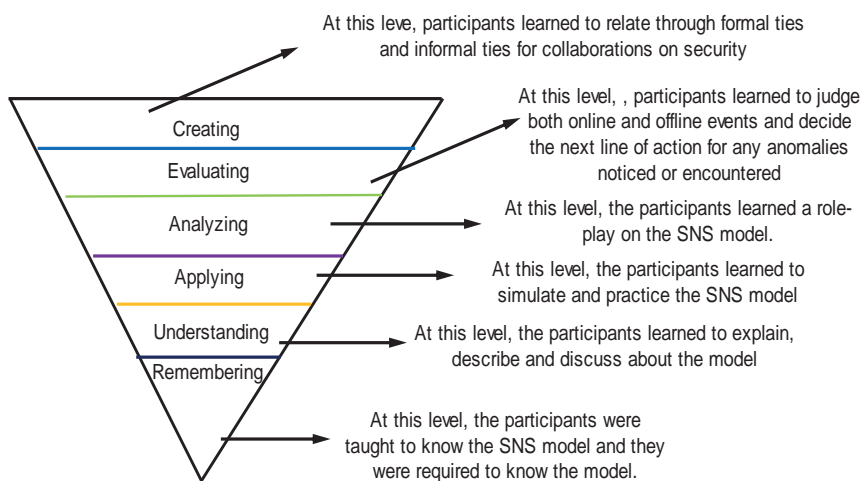 At this leve, participants learned to relate through formal ties
and informal ties for collaborations on security
Creating
At this level, , participants learned to judge
both online and offline events and decide
the next line of action for any anomalies
noticed or encountered
Evaluating
Analyzing
At this level, the participants learned a role-
play on the SNS model.
Applying
At this level, the participants learned to
simulate and practice the SNS model
Understanding
At this level, the participants learned to explain,
describe and discuss about the model
Remembering
At this level, the participants were
taught to know the SNS model and they
were required to know the model.